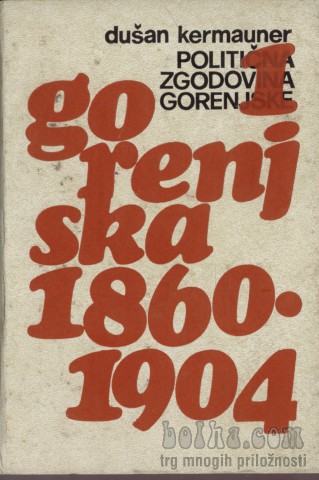 dušan kermauner
POLITIČNA
ZGODOVINA
GORENJSKE
1
go
renj
ska
1860-
1904
bolha.com
trg mnogih priložnosti